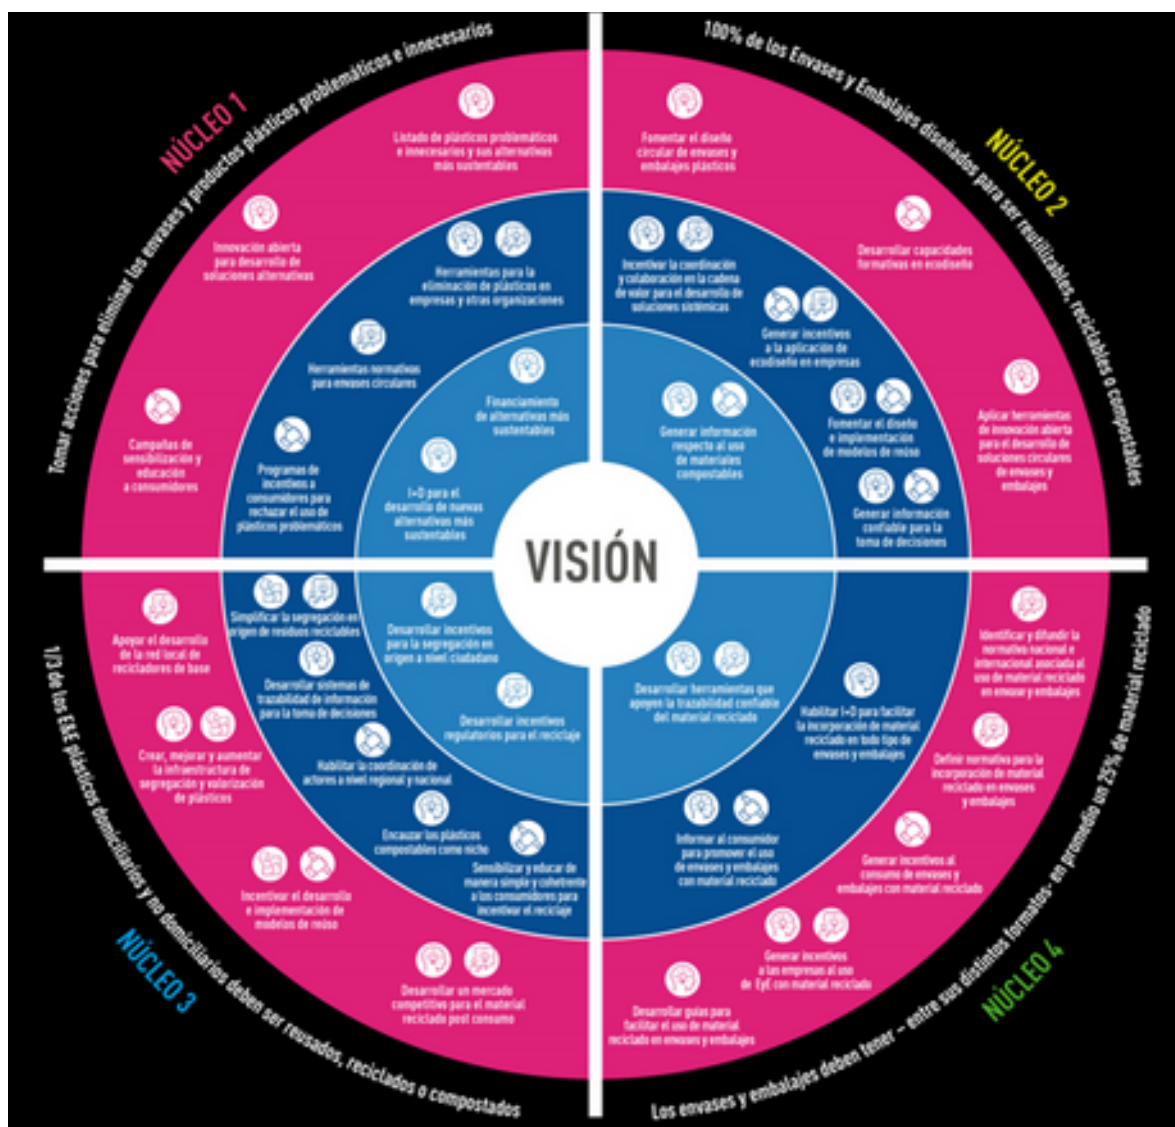 NÚCLEO 1
Tomar acciones para eliminar los envases y productos plásticos problemáticos e innecesarios
Listado de plásticos problemáticos
e innecesarios y sus alternativas
más sustentables
Innovación abierta
para desarrollo de
soluciones alternativas
Campañas de
sensibilización y
educación
a consumidores
Herramientas para la
eliminación de plásticos en
empresas y otras organizaciones
Herramientas normativas
para envases circulares
Programas de
incentivos a
consumidores para
rechazar el uso de
plásticos problemáticos
Financiamiento
de alternativas más
sustentables
I+D para el
desarrollo de nuevas
alternativas más
sustentables
NÚCLEO 2
100% de los Envases y Embalajes diseñados para ser reutilizables, reciclables o compostables
Fomentar el diseño
circular de envases y
embalajes plásticos
Desarrollar capacidades
formativas en ecodiseño
Aplicar herramientas
de innovación abierta
para el desarrollo de
soluciones circulares
de envases y
embalajes
Incentivar la coordinación
y colaboración en la cadena
de valor para el desarrollo de
soluciones sistémicas
Generar incentivos
a la aplicación de
ecodiseño en empresas
Fomentar el diseño
e implementación
de modelos de reúso
Generar información
confiable para la
toma de decisiones
Generar información
respecto al uso
de materiales
compostables
VISIÓN
NÚCLEO 3
1/3 de los E&E plásticos domiciliarios y no domiciliarios deben ser reusados, reciclados o compostados
Apoyar el desarrollo
de la red local de
recicladores de base
Crear, mejorar y aumentar
la infraestructura de
segregación y valorización
de plásticos
Incentivar el desarrollo
e implementación de
modelos de reúso
Desarrollar un mercado
competitivo para el material
reciclado post consumo
Simplificar la segregación en
origen de residuos reciclables
Desarrollar sistemas de
trazabilidad de información
para la toma de decisiones
Habilitar la coordinación de
actores a nivel regional y nacional
Encauzar los plásticos
compostables como nicho
Sensibilizar y educar de
manera simple y cohetrente
a los consumidores para
incentivar el reciclaje
Desarrollar incentivos
para la segregación en
origen a nivel ciudadano
Desarrollar incentivos
regulatorios para el reciclaje
NÚCLEO 4
Los envases y embalajes deben tener – entre sus distintos formatos- en promedio un 25% de material reciclado
Identificar y difundir la
normativa nacional e
internacional asociada al
uso de material reciclado
en envase y embalajes
Definir normativa para la
incorporación de material
reciclado en envases
y embalajes
Generar incentivos al
consumo de envases y
embalajes con material reciclado
Generar incentivos
a las empresas al uso
de EyE con material reciclado
Desarrollar guías para
facilitar el uso de material
reciclado en envases y embalajes
Habilitar I+D para facilitar
la incorporación de material
reciclado en todo tipo de
envases y embalajes
Informar al consumidor
para promover el uso
de envases y embalajes
con material reciclado
Desarrollar herramientas que
apoyen la trazabilidad confiable
del material reciclado